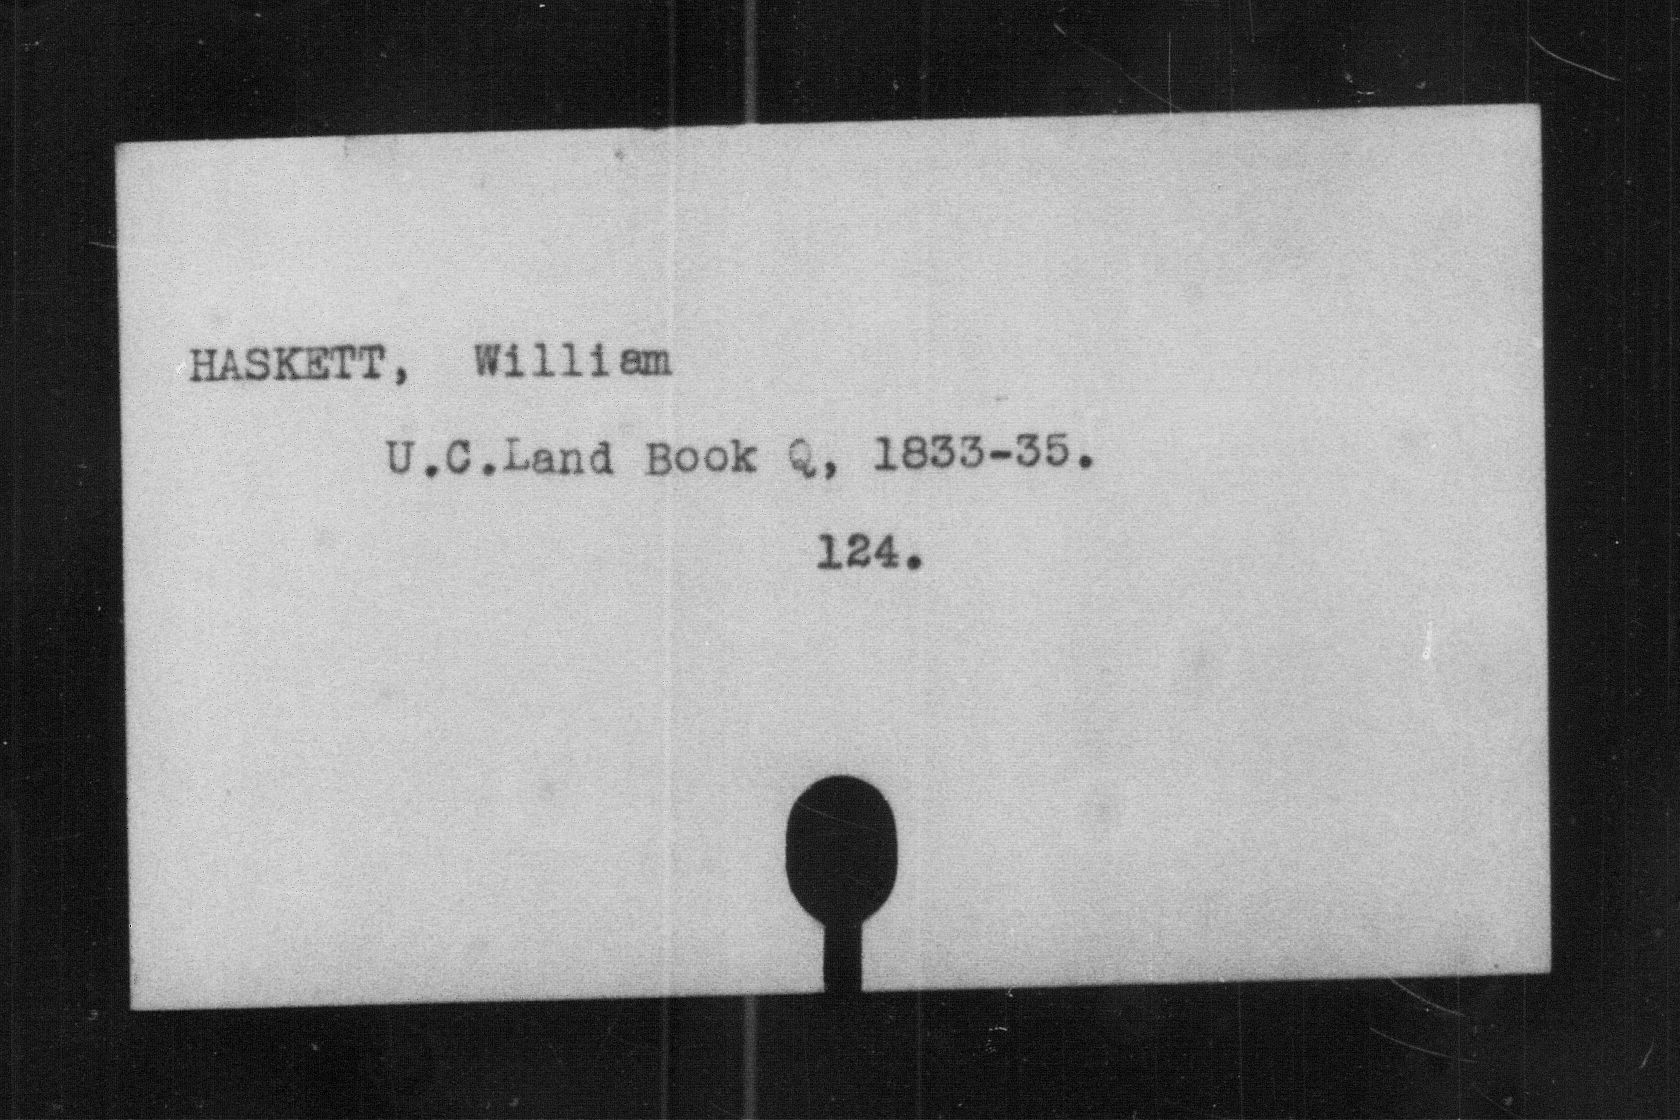 HASKETT, William
U.C.Land Book Q, 1833-35.
124.